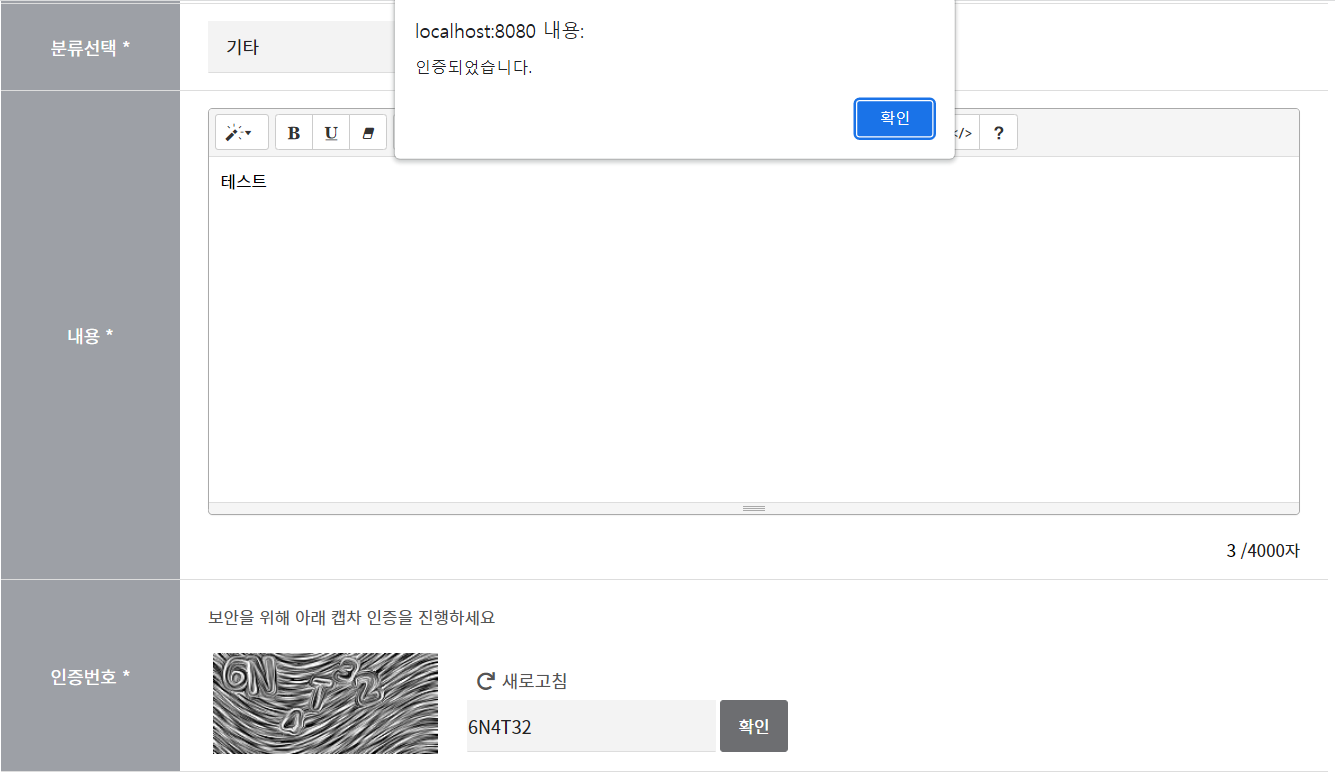 localhost:8080 내용:
인증되었습니다.
확인
분류선택 *
기타
B U </> ?
내용 *
테스트
3 /4000자
인증번호 *
보안을 위해 아래 캡차 인증을 진행하세요
6N4T32
새로고침
6N4T32
확인